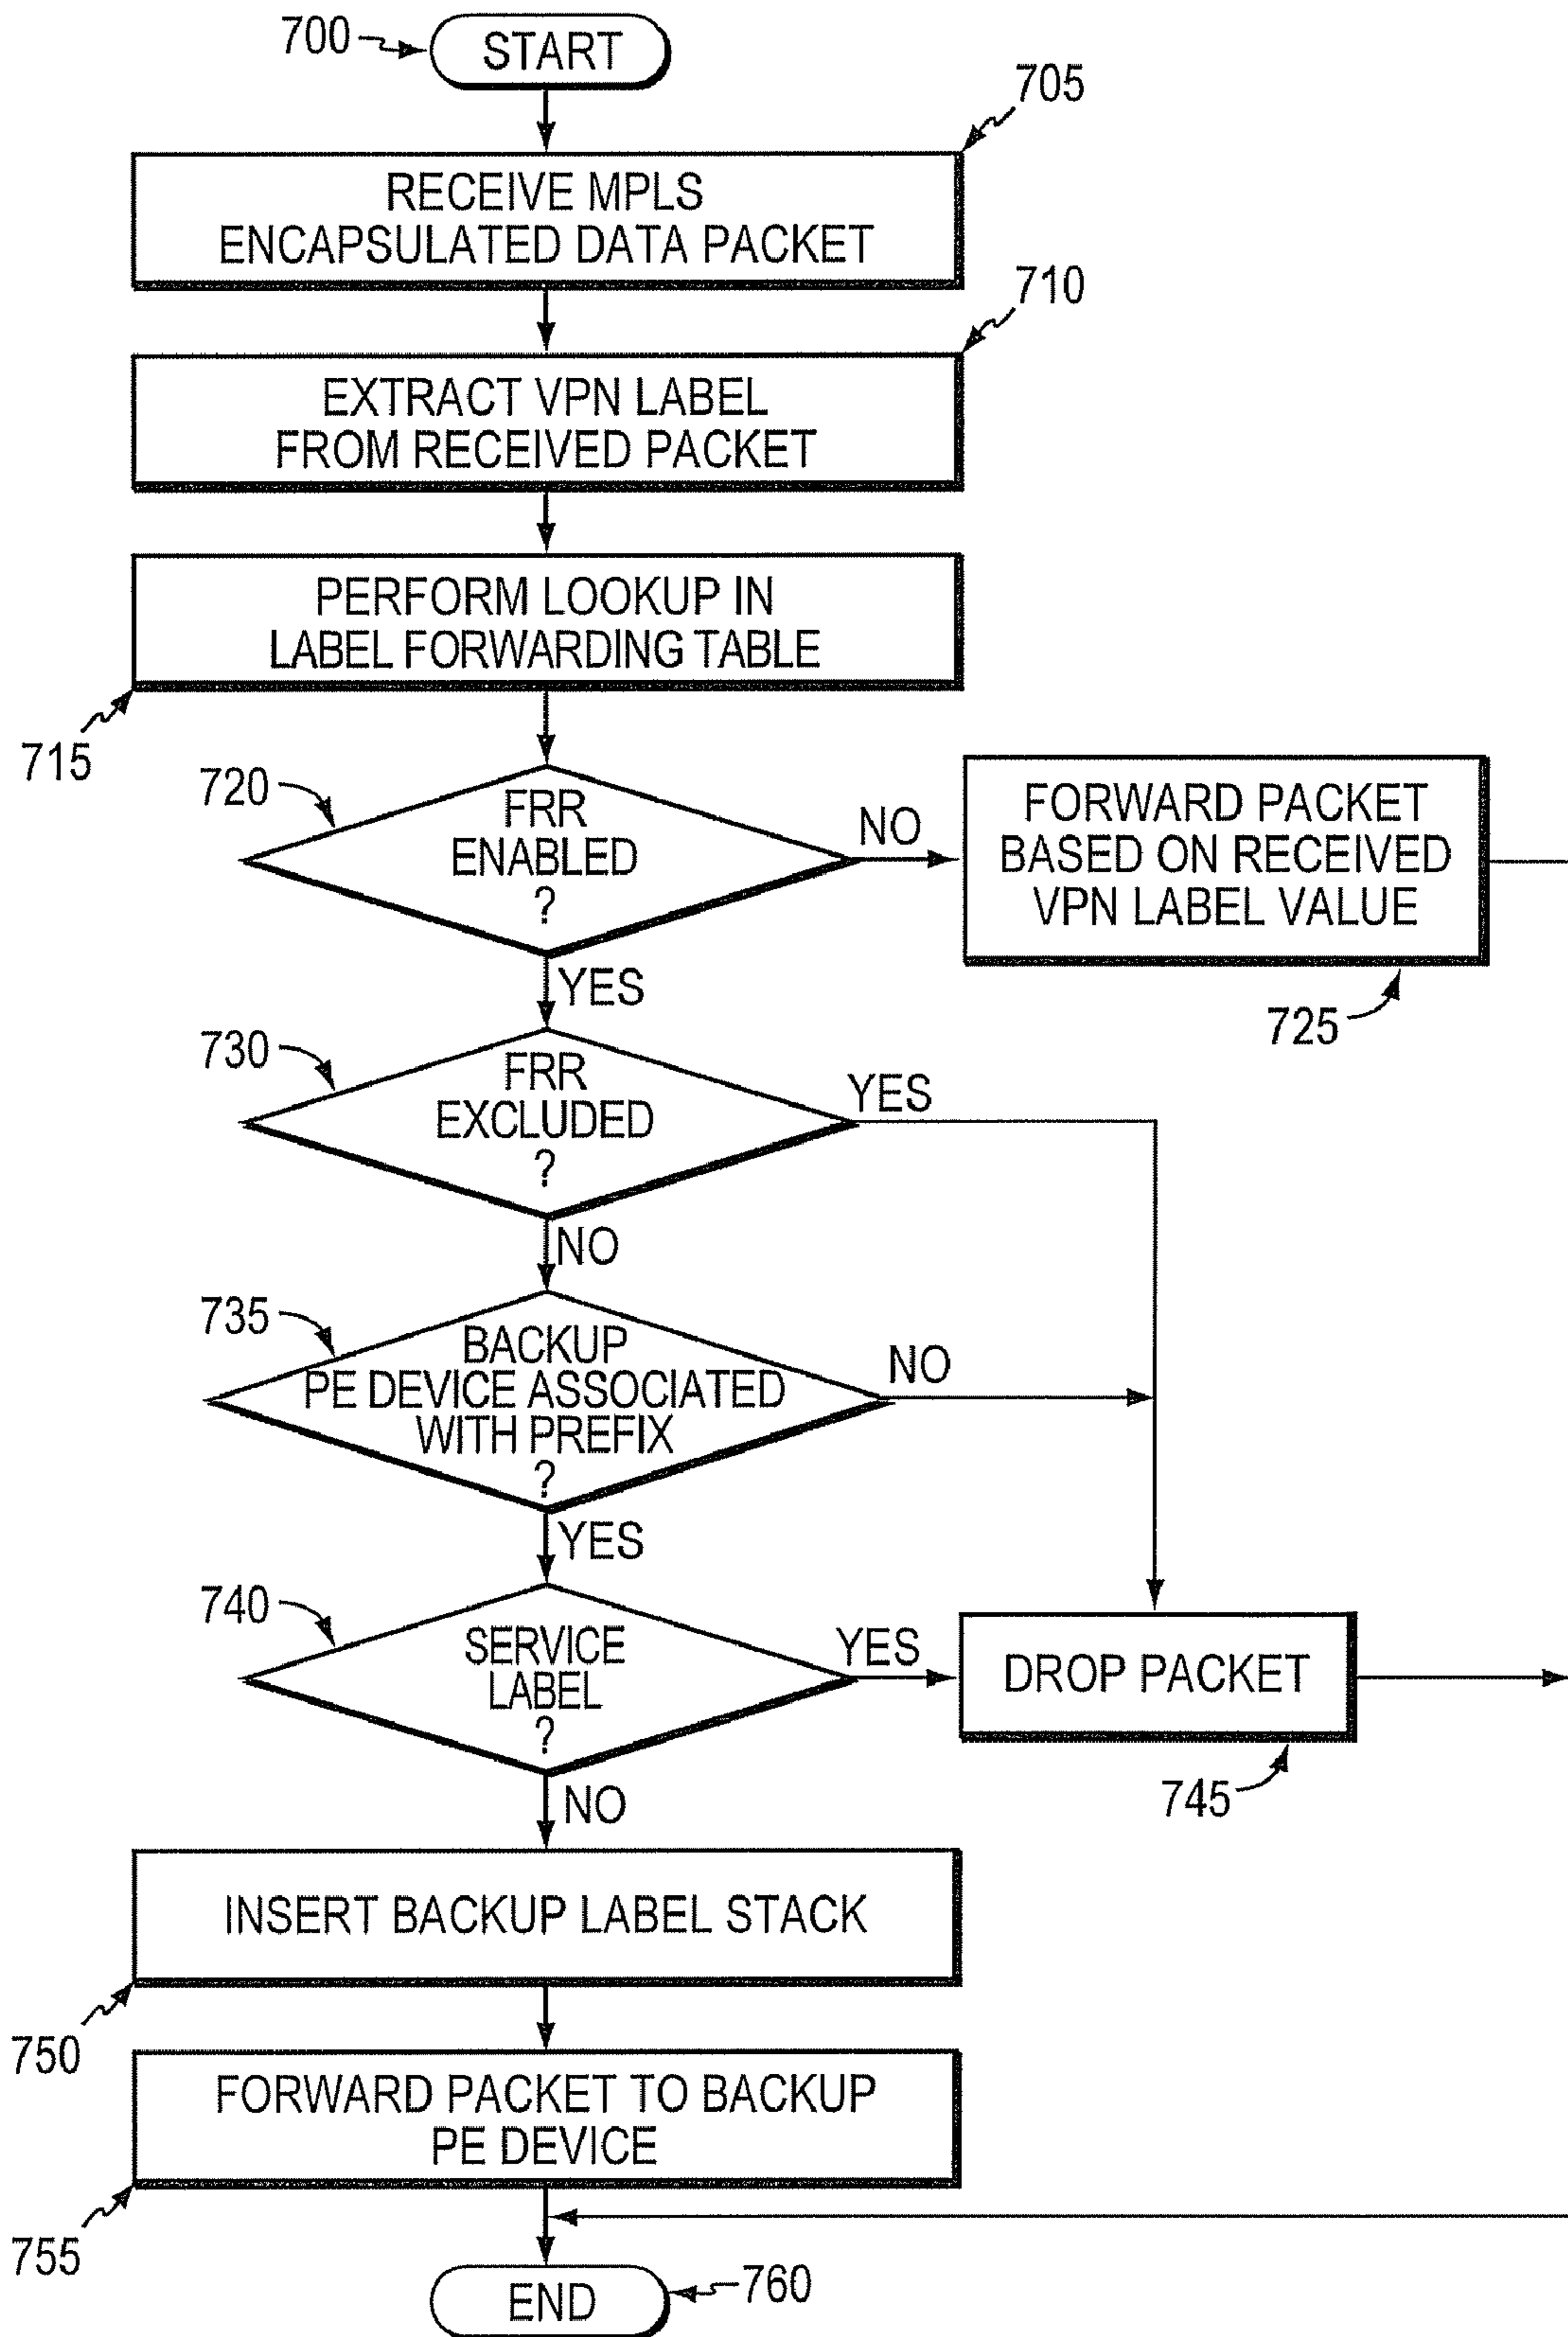 700
START
705
RECEIVE MPLS
ENCAPSULATED DATA PACKET
710
EXTRACT VPN LABEL
FROM RECEIVED PACKET
PERFORM LOOKUP IN
LABEL FORWARDING TABLE
715
720
FRR
ENABLED
?
NO
FORWARD PACKET
BASED ON RECEIVED
VPN LABEL VALUE
725
YES
730
FRR
EXCLUDED
?
YES
NO
735
BACKUP
PE DEVICE ASSOCIATED
WITH PREFIX
?
NO
YES
740
SERVICE
LABEL
?
YES
DROP PACKET
745
NO
INSERT BACKUP LABEL STACK
750
FORWARD PACKET TO BACKUP
PE DEVICE
755
END
760